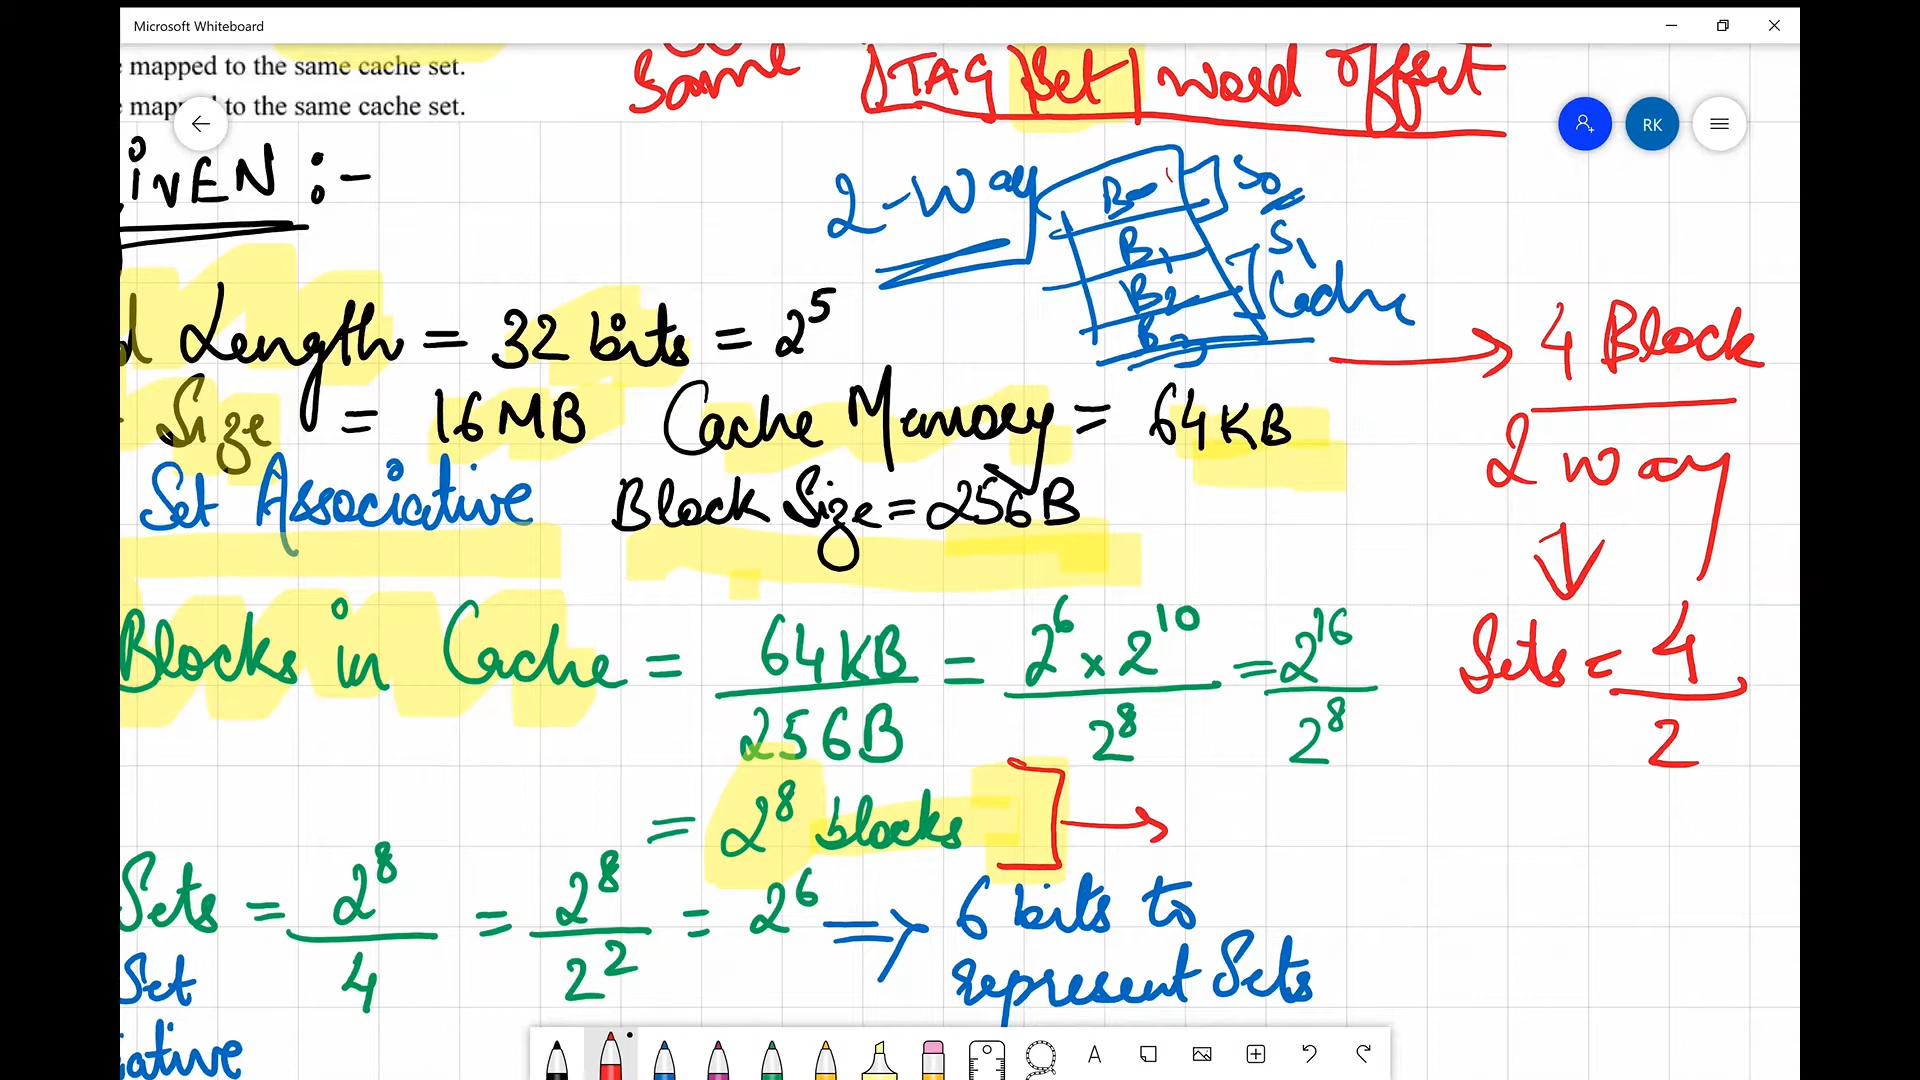 Microsoft Whiteboard
mapped to the same cache set.
to the same cache set.
Same TAG Set word offset
RK
iVEN :-
2-Way
B0 S0
B1 S1
B2 Cache
d Length = 32 bits = 2^5
Size = 16MB Cache Memory = 64KB
Set Associative Block Size = 256B
4 Block
2 way
Sets = 4/2
Blocks in Cache = 64KB/256B = 2^6 x 2^10/2^8 = 2^16/2^8
= 2^8 blocks
Sets = 2^8/4 = 2^8/2^2 = 2^6 => 6 bits to
represent Sets
Set
iative
A